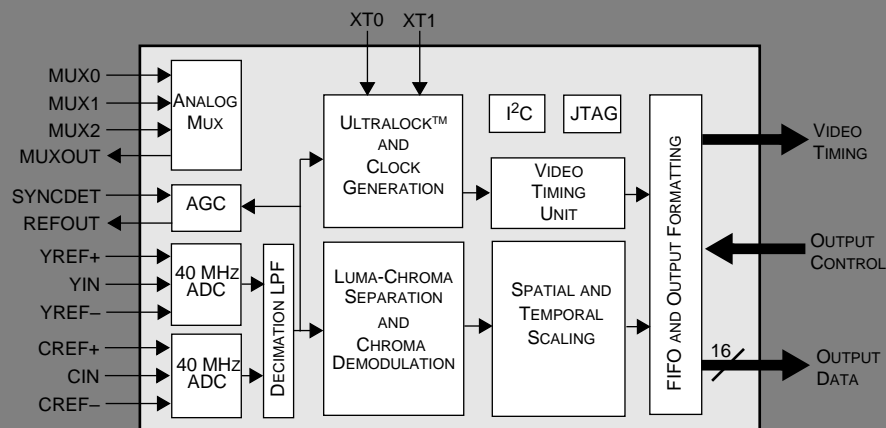 XT0 XT1
MUX0
MUX1
MUX2
MUXOUT
ANALOG
MUX
SYNCDET
REFOUT
AGC
YREF+
YIN
YREF–
40 MHz
ADC
CREF+
CIN
CREF–
40 MHz
ADC
DECIMATION LPF
ULTRALOCK™
AND
CLOCK
GENERATION
I²C
JTAG
VIDEO
TIMING
UNIT
LUMA-CHROMA
SEPARATION
AND
CHROMA
DEMODULATION
SPATIAL AND
TEMPORAL
SCALING
FIFO AND OUTPUT FORMATTING
VIDEO
TIMING
OUTPUT
CONTROL
16
OUTPUT
DATA